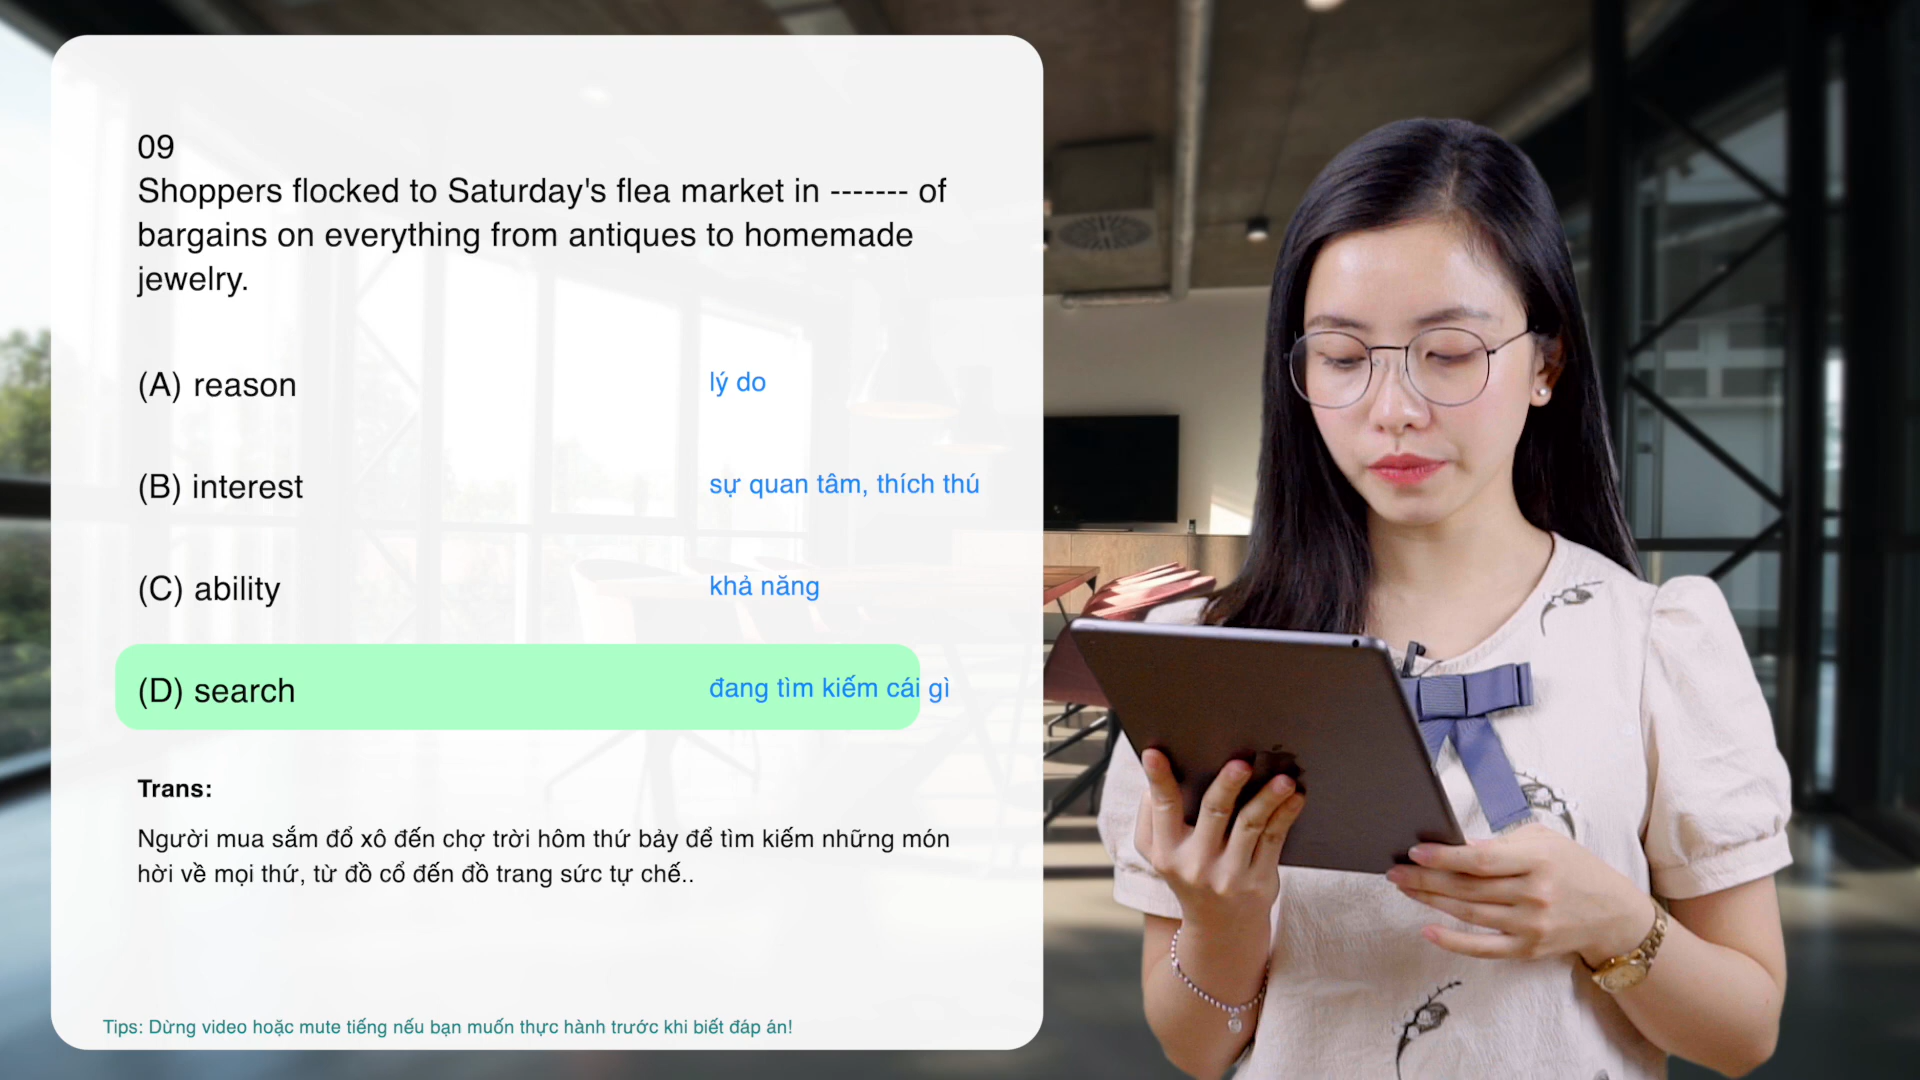 09
Shoppers flocked to Saturday's flea market in ------- of
bargains on everything from antiques to homemade
jewelry.
(A) reason
lý do
(B) interest
sự quan tâm, thích thú
(C) ability
khả năng
(D) search
đang tìm kiếm cái gì
Trans:
Người mua sắm đổ xô đến chợ trời hôm thứ bảy để tìm kiếm những món
hời về mọi thứ, từ đồ cổ đến đồ trang sức tự chế..
Tips: Dừng video hoặc mute tiếng nếu bạn muốn thực hành trước khi biết đáp án!